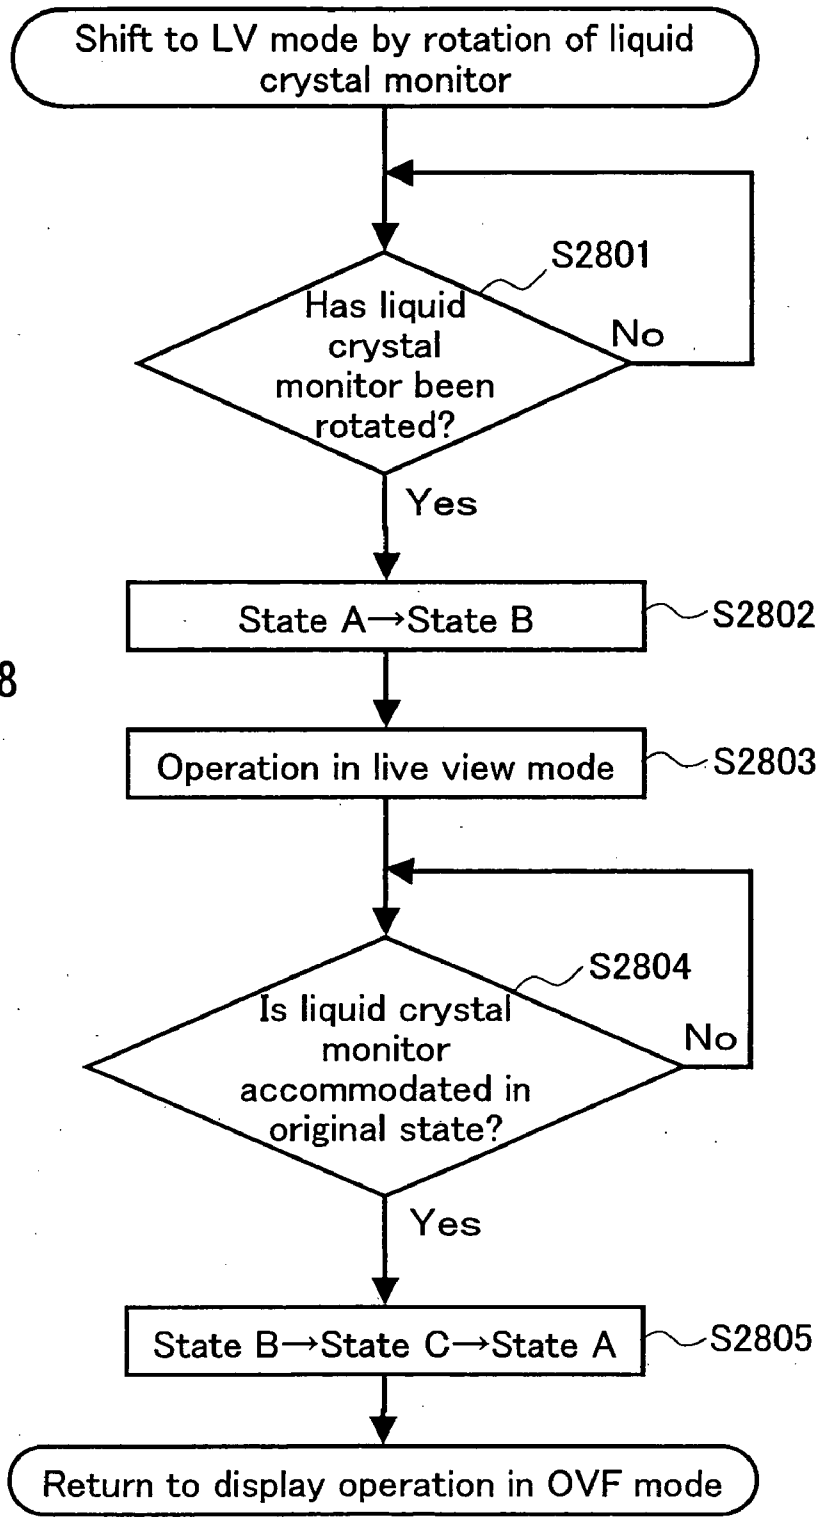 Shift to LV mode by rotation of liquid
crystal monitor
S2801
Has liquid
crystal
monitor been
rotated?
No
Yes
State A→State B
S2802
8
Operation in live view mode
S2803
S2804
Is liquid crystal
monitor
accommodated in
original state?
No
Yes
State B→State C→State A
S2805
Return to display operation in OVF mode